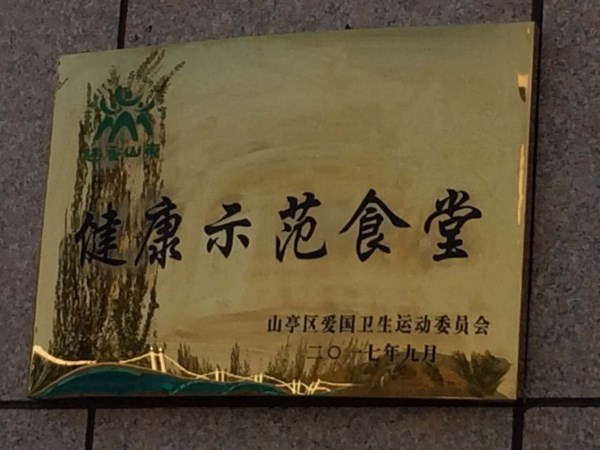 健康示范食堂
山亭区爱国卫生运动委员会
二〇一七年九月